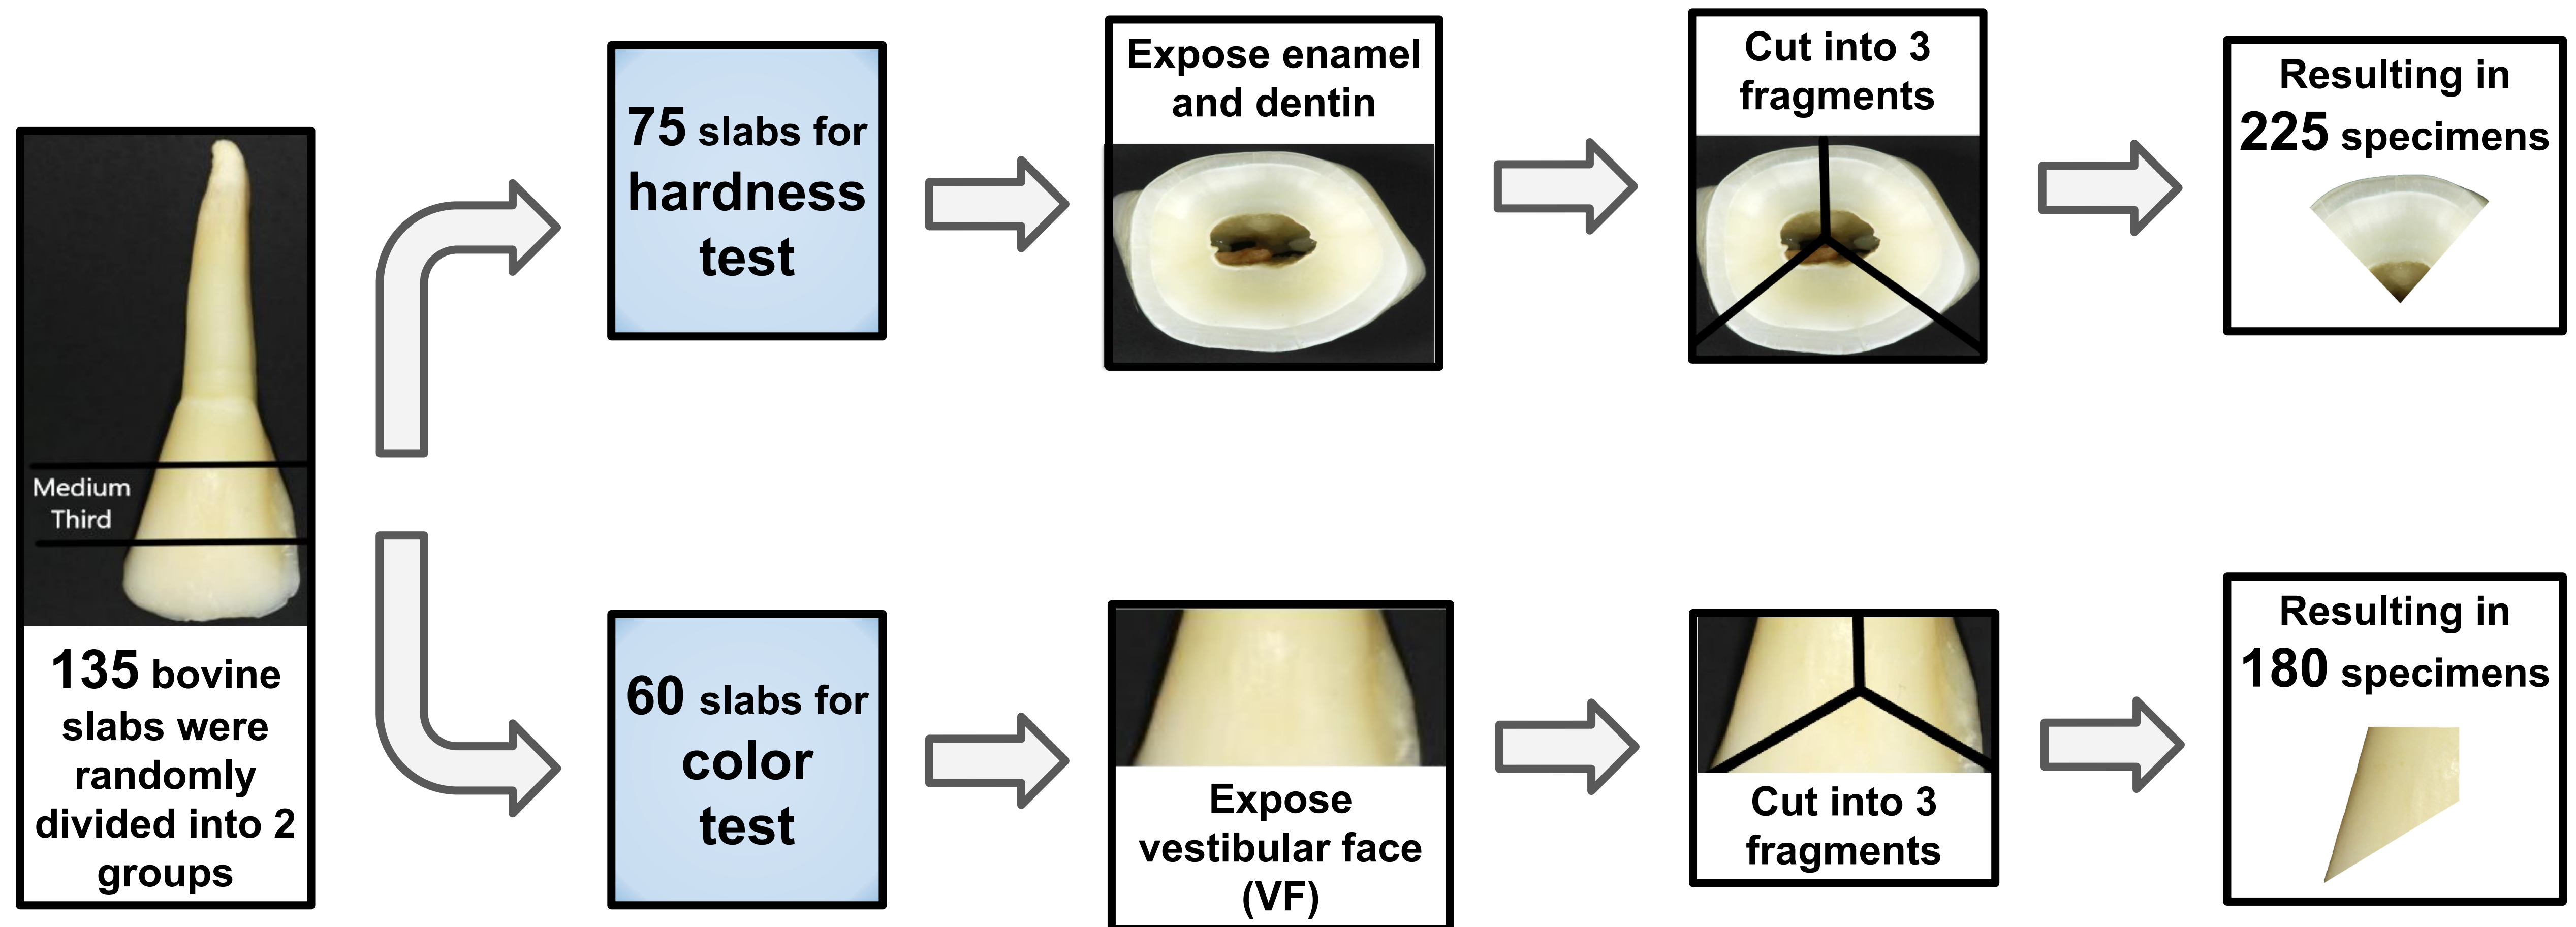 Medium
Third
135 bovine
slabs were
randomly
divided into 2
groups
75 slabs for
hardness
test
Expose enamel
and dentin
Cut into 3
fragments
Resulting in
225 specimens
60 slabs for
color
test
Expose
vestibular face
(VF)
Cut into 3
fragments
Resulting in
180 specimens